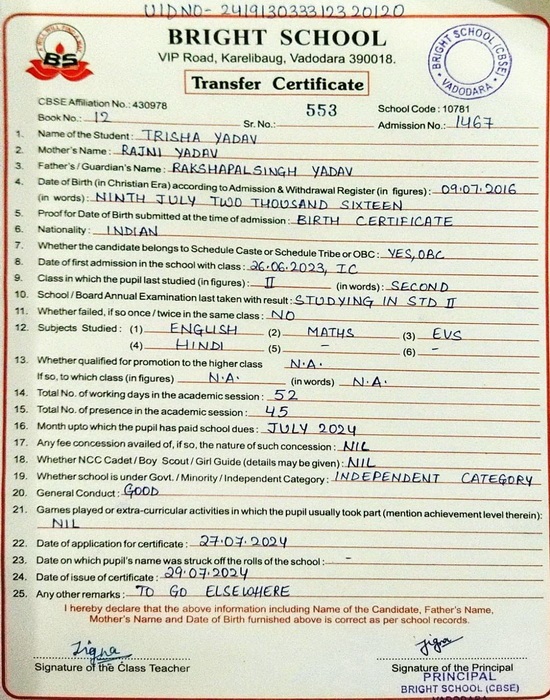 UIDNO- 241913033312320120
BS
BRIGHT SCHOOL
VIP Road, Karelibaug, Vadodara 390018.
BRIGHT SCHOOL (CBSE)
VADODARA
Transfer Certificate
CBSE Affiliation No.: 430978 553 School Code : 10781
Book No.: 12 Sr. No.: Admission No.: 1467
1. Name of the Student : TRISHA YADAV
2. Mother's Name : RAJNI YADAV
3. Father's / Guardian's Name : RAKSHAPALSINGH YADAV
4. Date of Birth (in Christian Era) according to Admission & Withdrawal Register (in figures) : 09.07.2016
(in words) : NINTH JULY TWO THOUSAND SIXTEEN
5. Proof for Date of Birth submitted at the time of admission : BIRTH CERTIFICATE
6. Nationality : INDIAN
7. Whether the candidate belongs to Schedule Caste or Schedule Tribe or OBC : YES, OBC
8. Date of first admission in the school with class : 26.06.2023, IC
9. Class in which the pupil last studied (in figures) : II (in words) : SECOND
10. School / Board Annual Examination last taken with result : STUDYING IN STD II
11. Whether failed, if so once / twice in the same class : NO
12. Subjects Studied : (1) ENGLISH (2) MATHS (3) EVS
(4) HINDI (5) - (6) -
13. Whether qualified for promotion to the higher class N.A.
If so, to which class (in figures) N.A. (in words) N.A.
14. Total No. of working days in the academic session : 52
15. Total No. of presence in the academic session : 45
16. Month upto which the pupil has paid school dues : JULY 2024
17. Any fee concession availed of, if so, the nature of such concession : NIL
18. Whether NCC Cadet / Boy Scout / Girl Guide (details may be given) : NIL
19. Whether school is under Govt. / Minority / Independent Category : INDEPENDENT CATEGORY
20. General Conduct : GOOD
21. Games played or extra-curricular activities in which the pupil usually took part (mention achievement level therein) :
NIL
22. Date of application for certificate : 27.07.2024
23. Date on which pupil's name was struck off the rolls of the school : -
24. Date of issue of certificate : 29.07.2024
25. Any other remarks : TO GO ELSEWHERE
I hereby declare that the above information including Name of the Candidate, Father's Name,
Mother's Name and Date of Birth furnished above is correct as per school records.
Signature of the Class Teacher Signature of the Principal
PRINCIPAL
BRIGHT SCHOOL (CBSE)
VADODARA